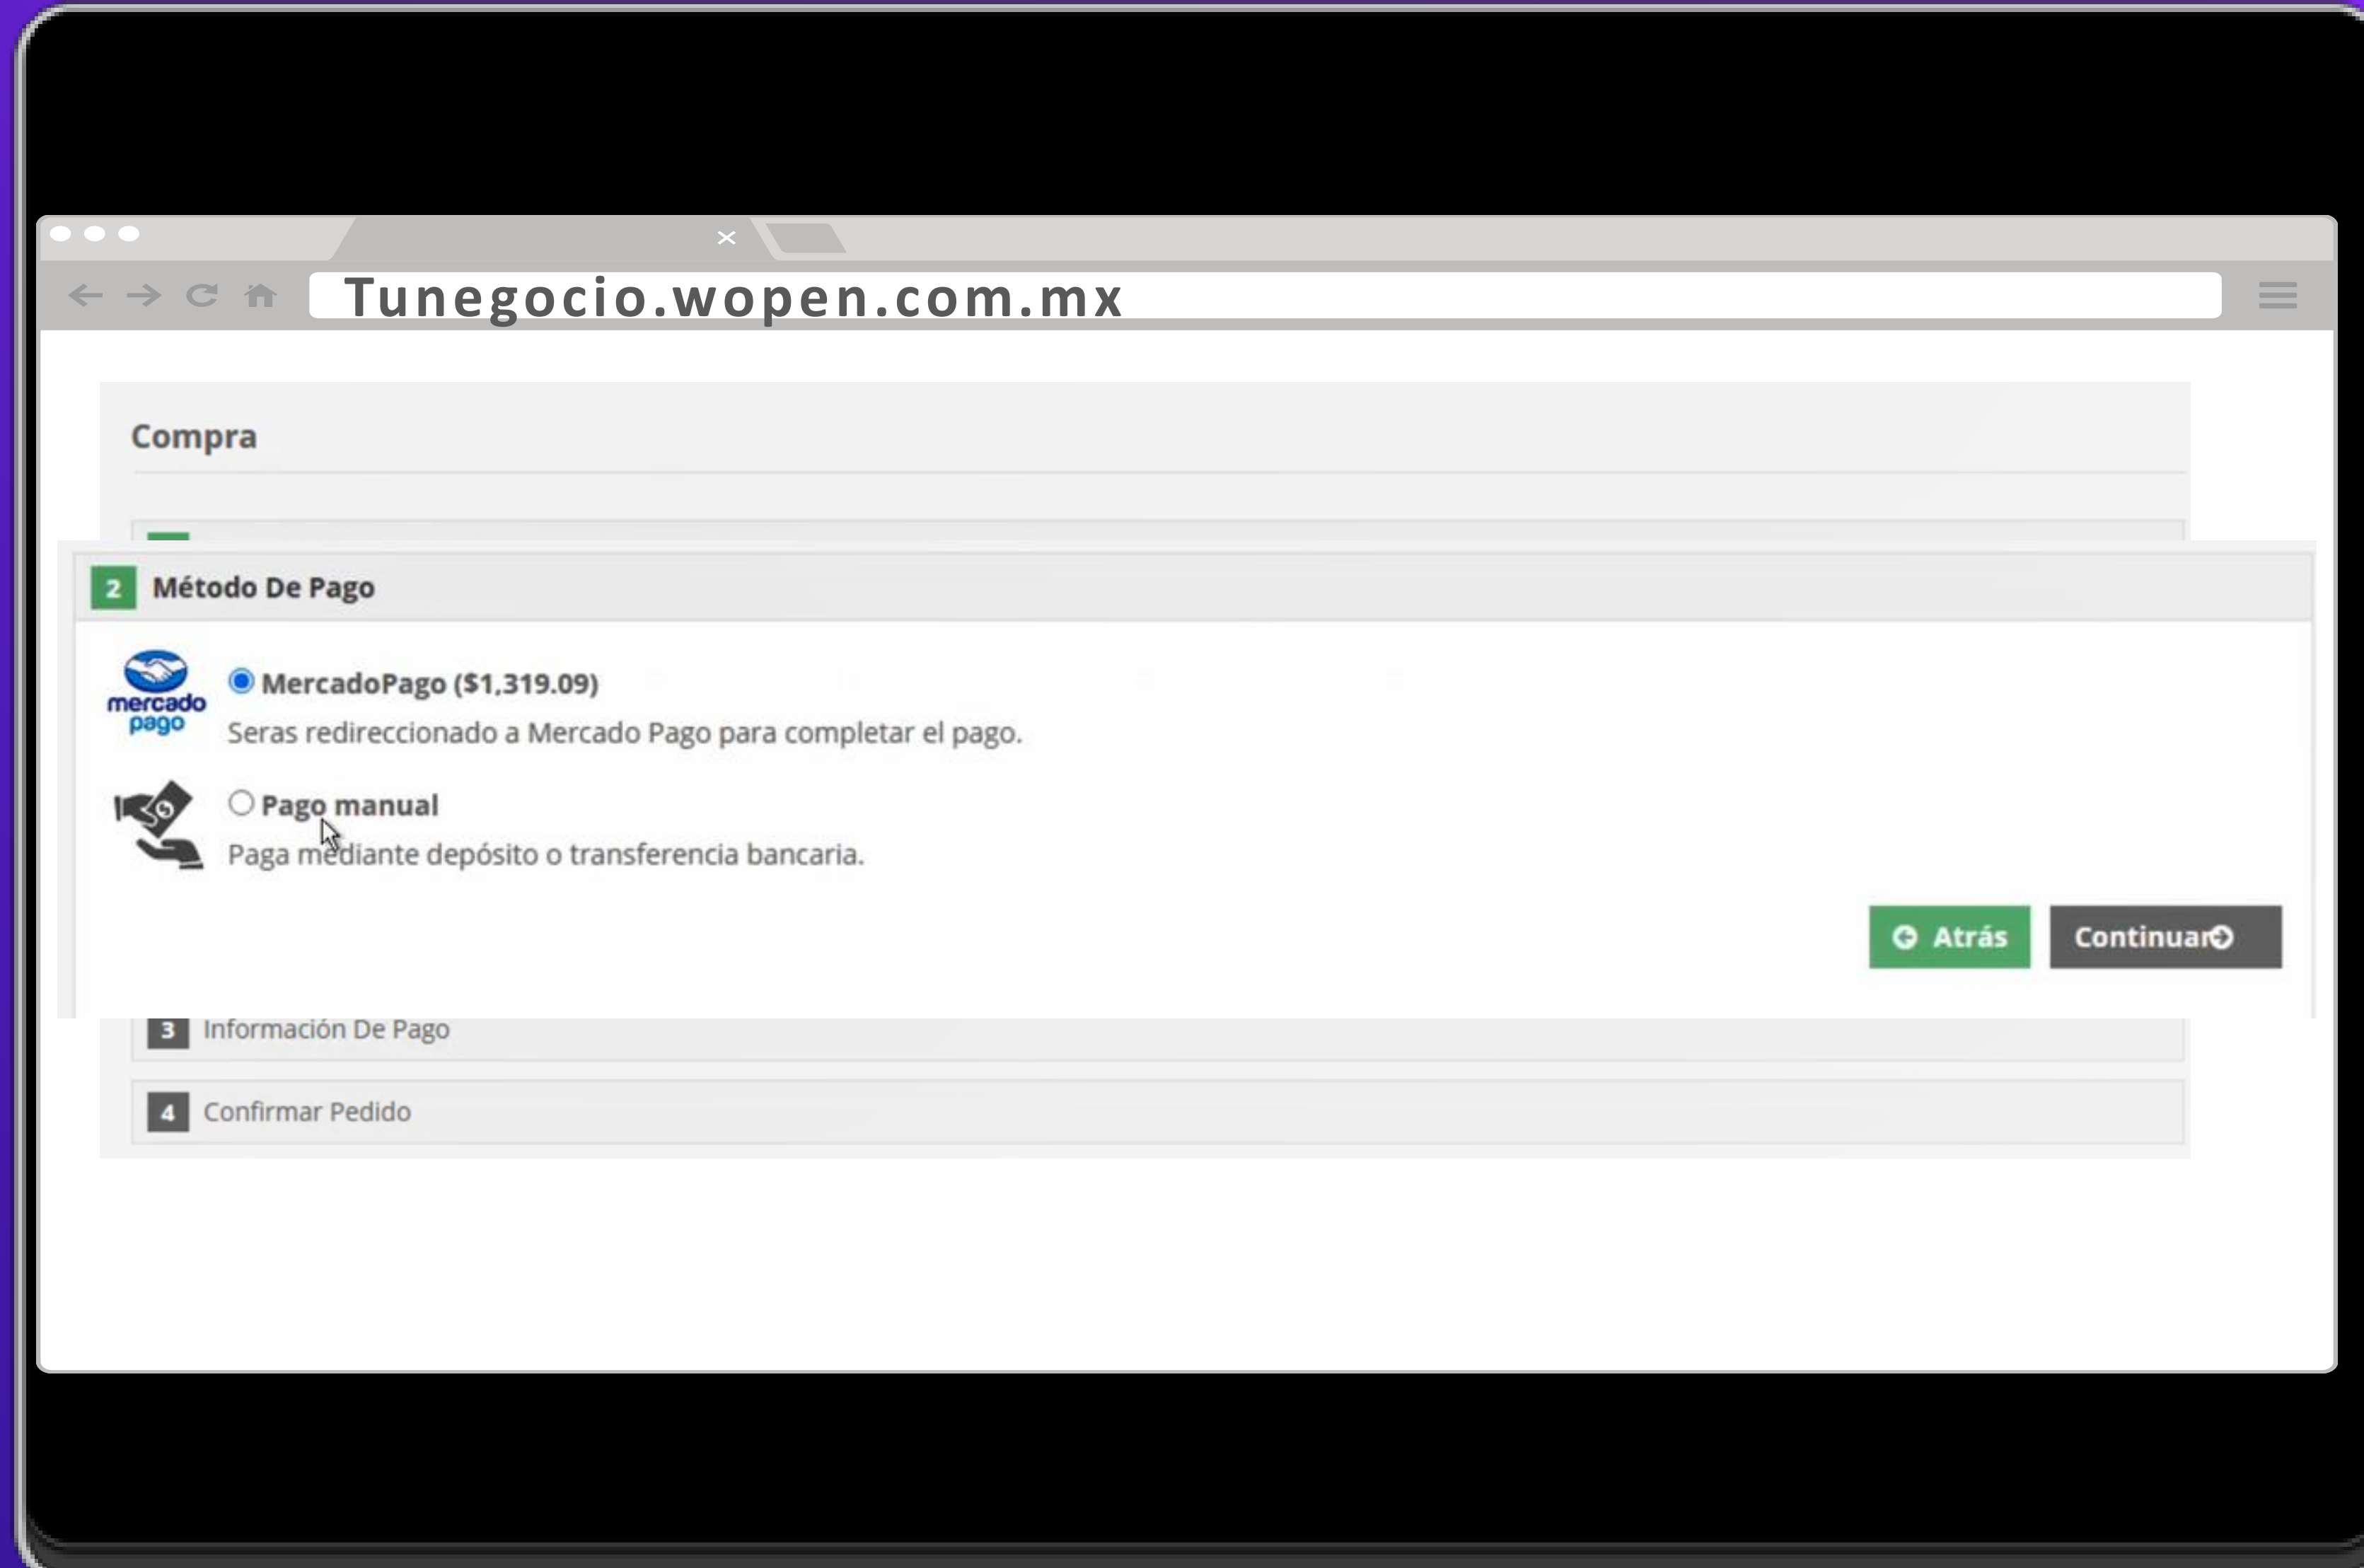 Tunegocio.wopen.com.mx
Compra
2 Método De Pago
mercado
pago
MercadoPago ($1,319.09)
Seras redireccionado a Mercado Pago para completar el pago.
Pago manual
Paga mediante depósito o transferencia bancaria.
Atrás
Continuar
3 Información De Pago
4 Confirmar Pedido